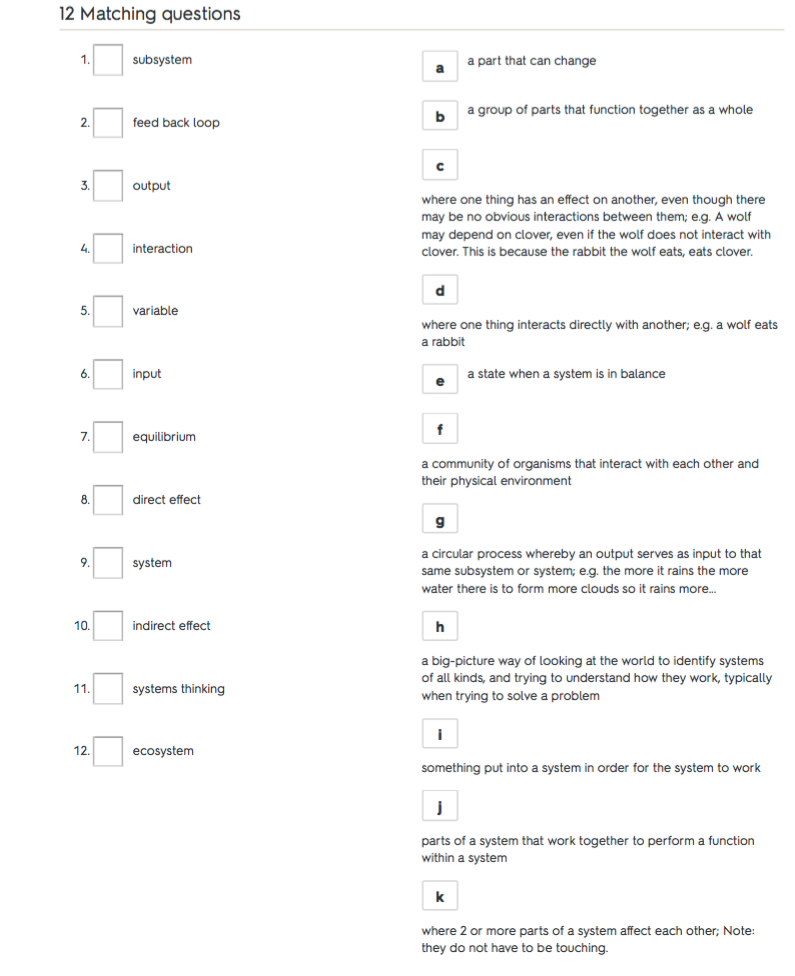 12 Matching questions
1. subsystem
2. feed back loop
3. output
4. interaction
5. variable
6. input
7. equilibrium
8. direct effect
9. system
10. indirect effect
11. systems thinking
12. ecosystem
a a part that can change
b a group of parts that function together as a whole
c
where one thing has an effect on another, even though there
may be no obvious interactions between them; e.g. A wolf
may depend on clover, even if the wolf does not interact with
clover. This is because the rabbit the wolf eats, eats clover.
d
where one thing interacts directly with another; e.g. a wolf eats
a rabbit
e a state when a system is in balance
f
a community of organisms that interact with each other and
their physical environment
g
a circular process whereby an output serves as input to that
same subsystem or system; e.g. the more it rains the more
water there is to form more clouds so it rains more...
h
a big-picture way of looking at the world to identify systems
of all kinds, and trying to understand how they work, typically
when trying to solve a problem
i
something put into a system in order for the system to work
j
parts of a system that work together to perform a function
within a system
k
where 2 or more parts of a system affect each other; Note:
they do not have to be touching.